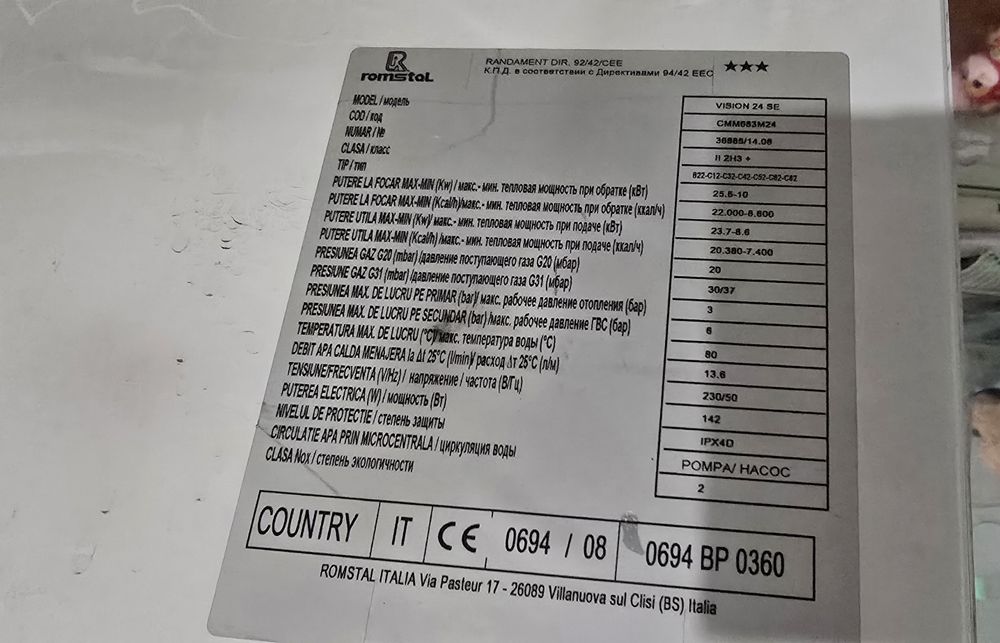 romstal
RANDAMENT DIR. 92/42/CEE
К.П.Д. в соответствии с Директивами 94/42 EEC
★★★
MODEL / модель VISION 24 SE
COD / код CMM683M24
NUMAR / № 36885/14.08
CLASA / класс II 2H3 +
TIP / тип B22-C12-C32-C42-C52-C62-C82
PUTERE LA FOCAR MAX-MIN (Kw) / макс.- мин. тепловая мощность при обратке (кВт) 25.5-10
PUTERE LA FOCAR MAX-MIN (Kcal/h)/макс.- мин. тепловая мощность при обратке (ккал/ч) 22.000-8.600
PUTERE UTILA MAX-MIN (Kw)/ макс.- мин. тепловая мощность при подаче (кВт) 23.7-8.6
PUTERE UTILA MAX-MIN (Kcal/h) /макс.- мин. тепловая мощность при подаче (ккал/ч) 20.380-7.400
PRESIUNEA GAZ G20 (mbar) /давление поступающего газа G20 (мбар) 20
PRESIUNE GAZ G31 (mbar) /давление поступающего газа G31 (мбар) 30/37
PRESIUNEA MAX. DE LUCRU PE PRIMAR (bar)/ макс. рабочее давление отопления (бар) 3
PRESIUNEA MAX. DE LUCRU PE SECUNDAR (bar) /макс. рабочее давление ГВС (бар) 6
TEMPERATURA MAX. DE LUCRU (°C)/ макс. температура воды (°C) 80
DEBIT APA CALDA MENAJERA la Δt 25°C (l/min)/ расход Δт 25°C (л/м) 13.6
TENSIUNE/FRECVENTA (V/Hz) / напряжение / частота (В/Гц) 230/50
PUTEREA ELECTRICA (W) / мощность (Вт) 142
NIVELUL DE PROTECTIE / степень защиты IPX4D
CIRCULATIE APA PRIN MICROCENTRALA / циркуляция воды POMPA/ НАСОС
CLASA Nox / степень экологичности 2
COUNTRY IT CE 0694 / 08 0694 BP 0360
ROMSTAL ITALIA Via Pasteur 17 - 26089 Villanuova sul Clisi (BS) Italia